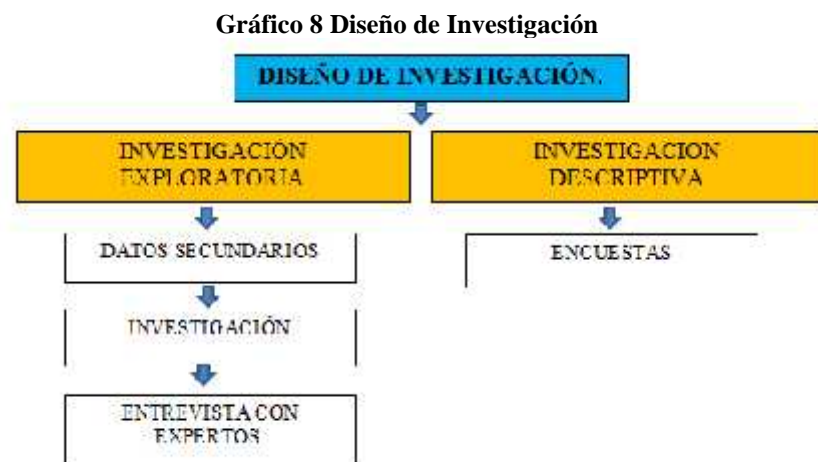 Gráfico 8 Diseño de Investigación
DISEÑO DE INVESTIGACIÓN.
INVESTIGACIÓN
EXPLORATORIA
INVESTIGACION
DESCRIPTIVA
DATOS SECUNDARIOS
ENCUESTAS
INVESTIGACIÓN
ENTREVISTA CON
EXPERTOS